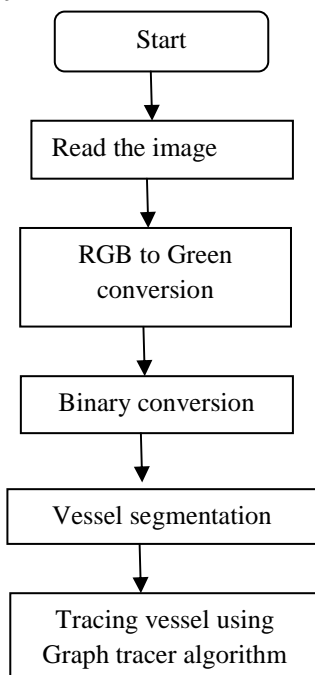 Start
Read the image
RGB to Green
conversion
Binary conversion
Vessel segmentation
Tracing vessel using
Graph tracer algorithm